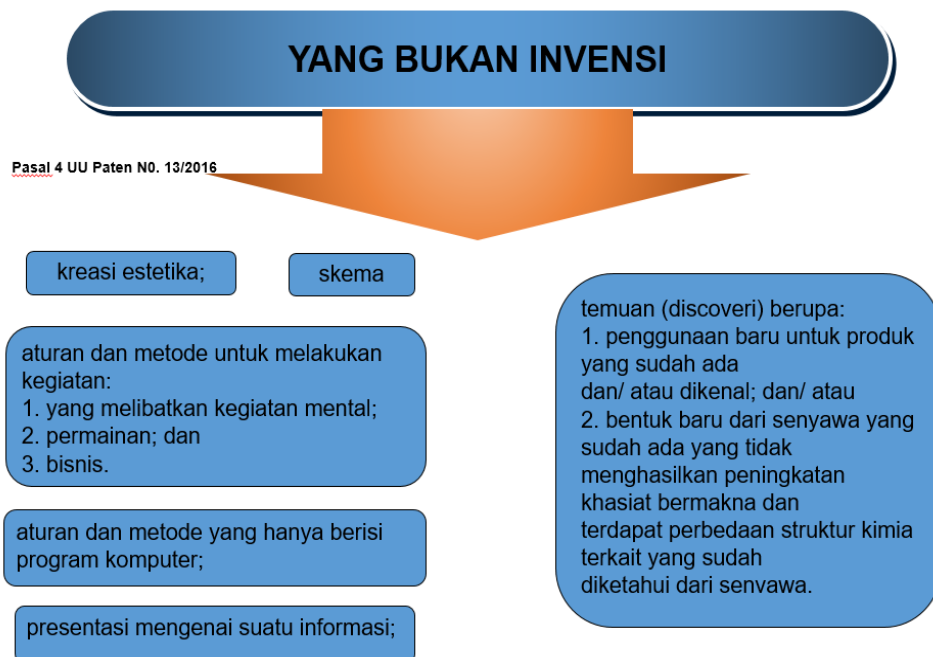 YANG BUKAN INVENSI
Pasal 4 UU Paten N0. 13/2016
kreasi estetika;
skema
aturan dan metode untuk melakukan
kegiatan:
1. yang melibatkan kegiatan mental;
2. permainan; dan
3. bisnis.
aturan dan metode yang hanya berisi
program komputer;
presentasi mengenai suatu informasi;
temuan (discoveri) berupa:
1. penggunaan baru untuk produk
yang sudah ada
dan/ atau dikenal; dan/ atau
2. bentuk baru dari senyawa yang
sudah ada yang tidak
menghasilkan peningkatan
khasiat bermakna dan
terdapat perbedaan struktur kimia
terkait yang sudah
diketahui dari senvawa.